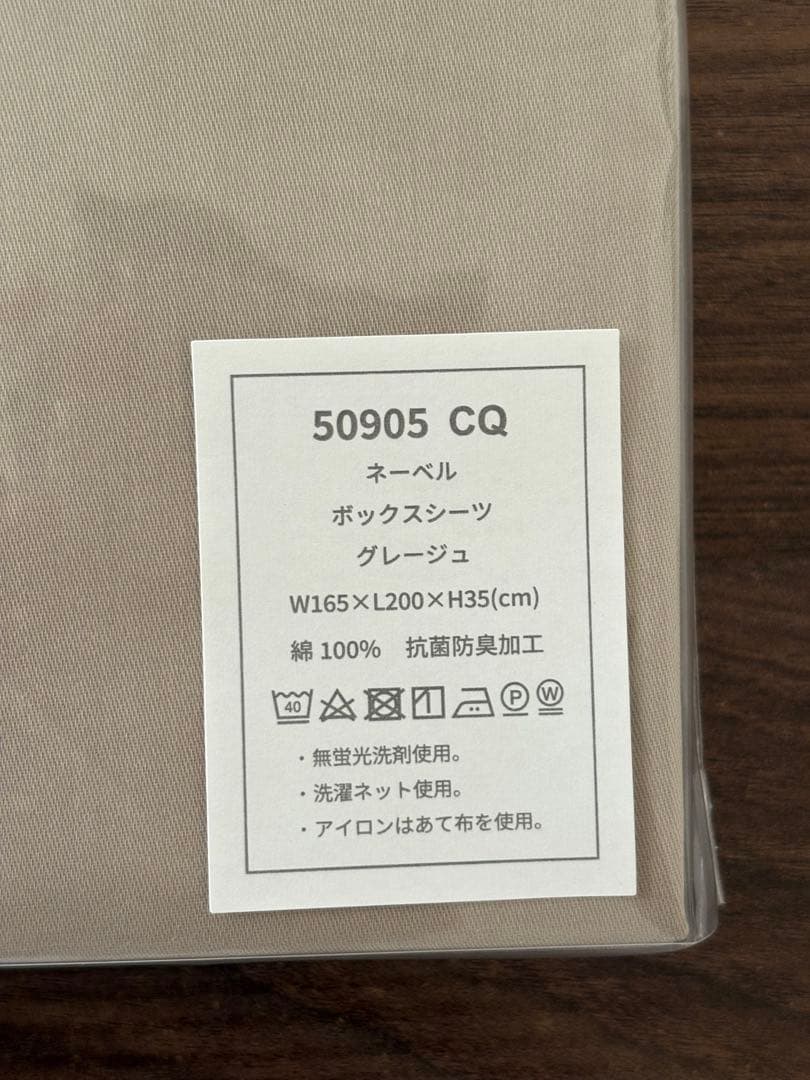 50905 CQ
ネーベル
ボックスシーツ
グレージュ
W165×L200×H35(cm)
綿 100%　抗菌防臭加工
40 P W
・無蛍光洗剤使用。
・洗濯ネット使用。
・アイロンはあて布を使用。